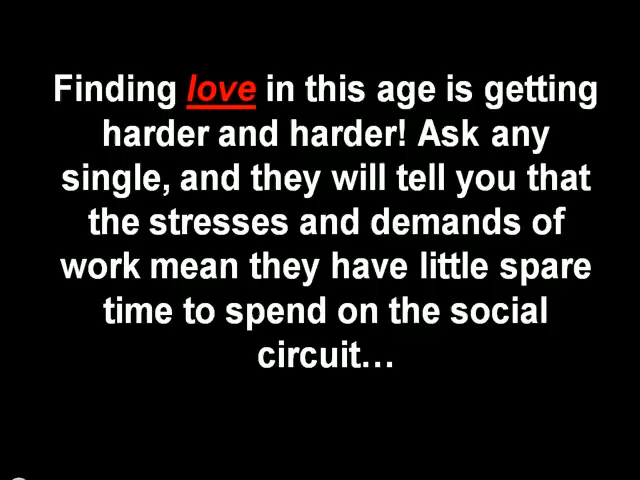 Finding love in this age is getting
harder and harder! Ask any
single, and they will tell you that
the stresses and demands of
work mean they have little spare
time to spend on the social
circuit…